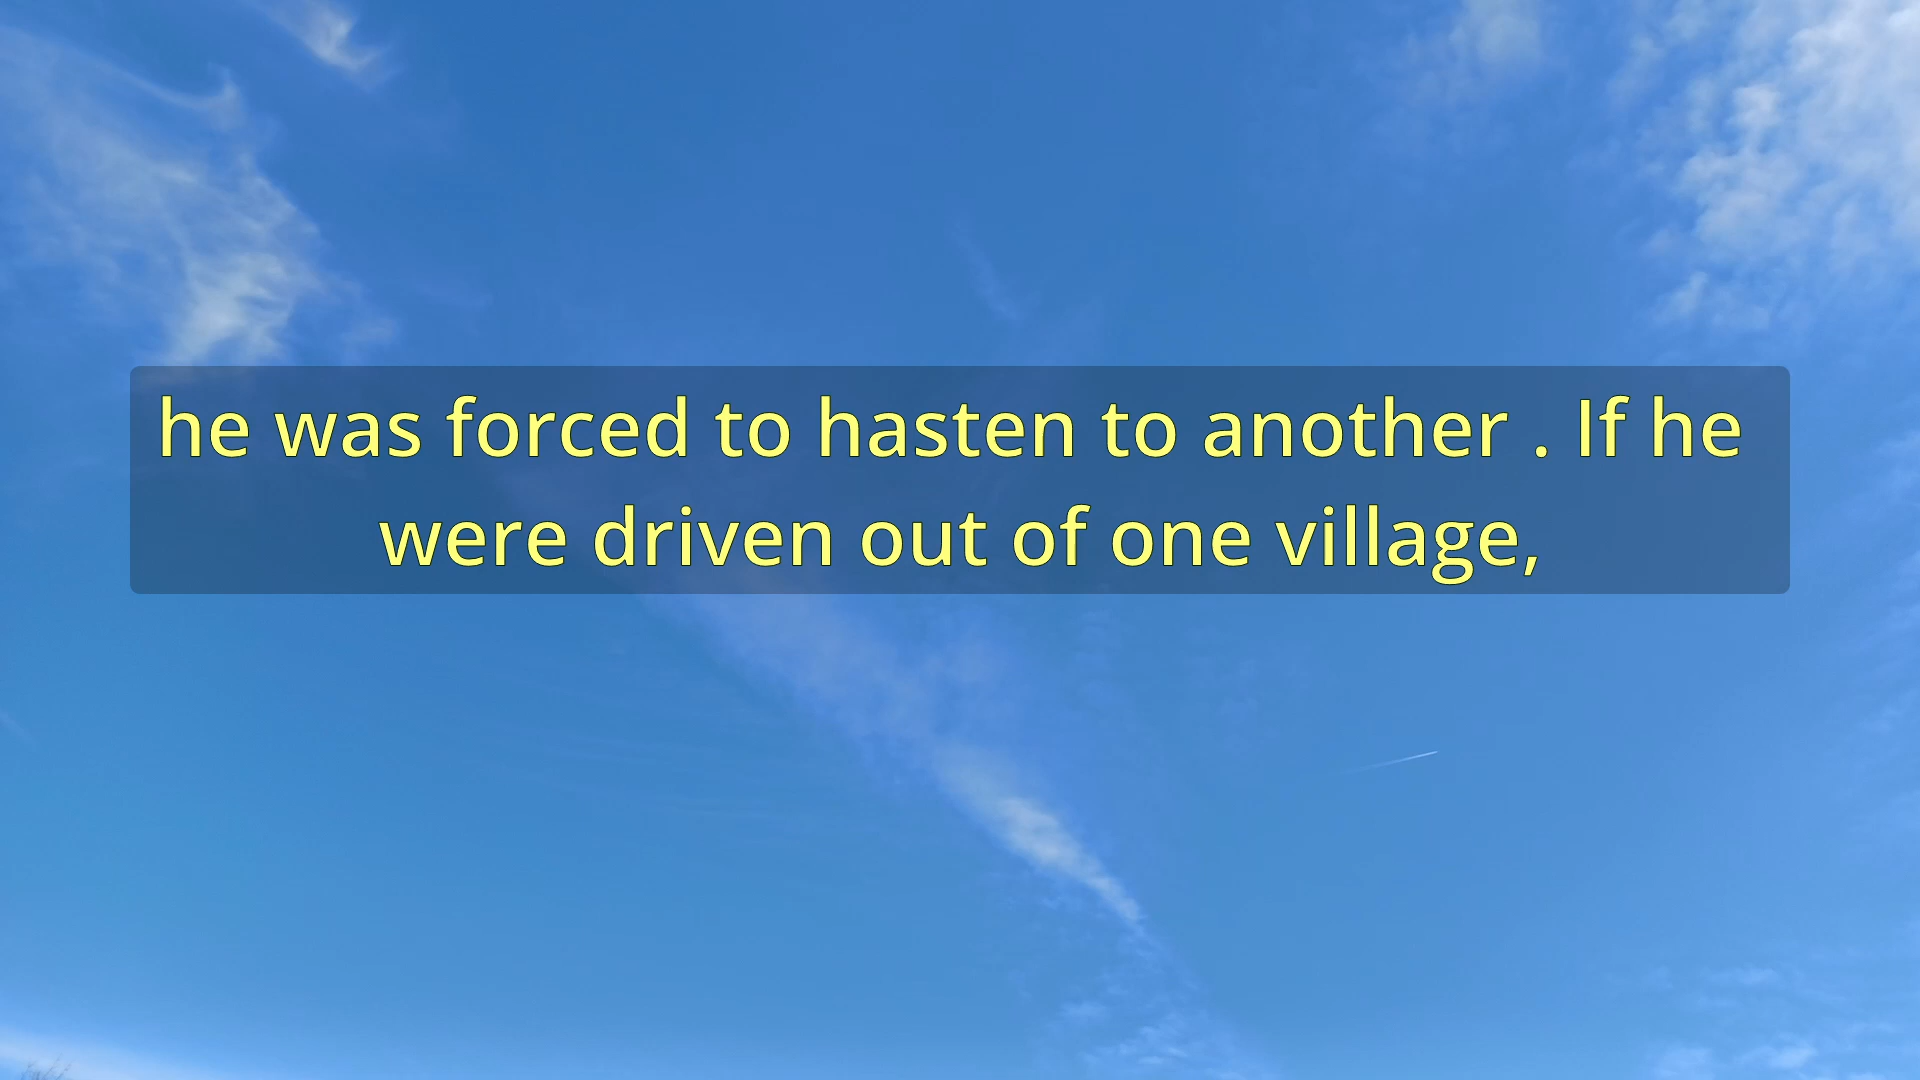 he was forced to hasten to another . If he
were driven out of one village,